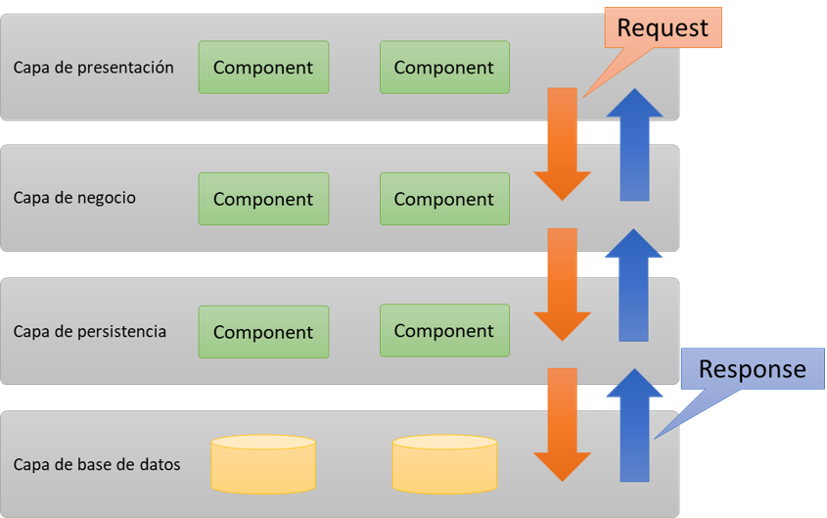 Request
Capa de presentación
Component
Component
Capa de negocio
Component
Component
Capa de persistencia
Component
Component
Response
Capa de base de datos